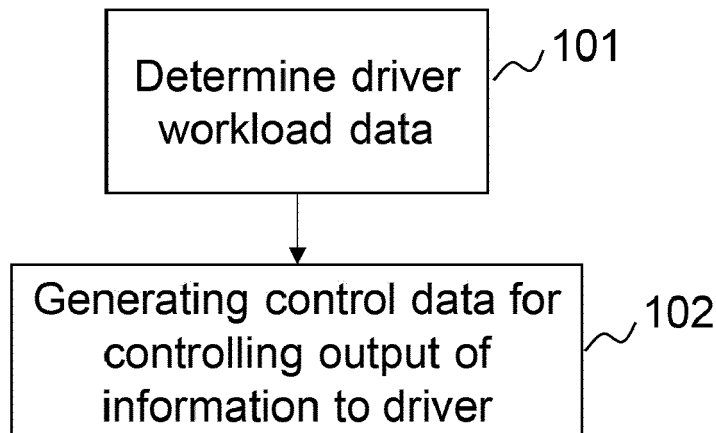 Determine driver
workload data
101
Generating control data for
controlling output of
information to driver
102